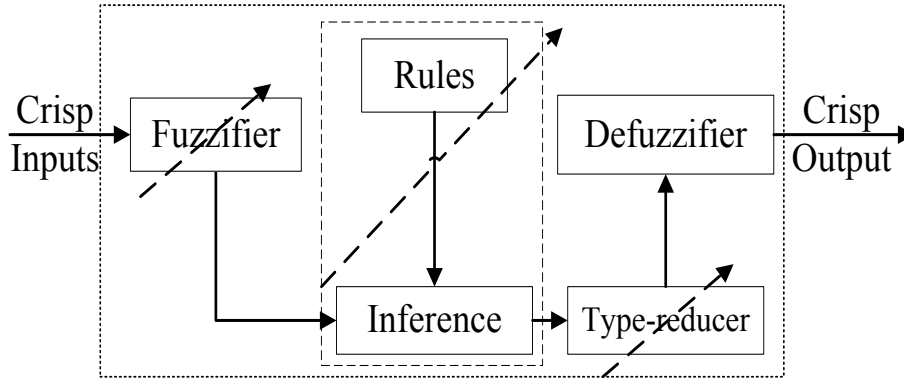 Rules
Crisp
Inputs
Fuzzifier
Defuzzifier
Crisp
Output
Inference
Type-reducer